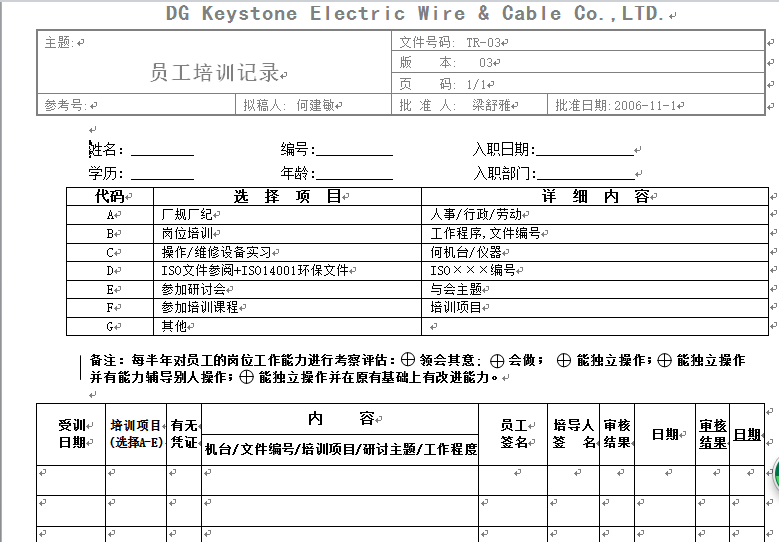 DG Keystone Electric Wire & Cable Co.,LTD.
主题:
员工培训记录
文件号码: TR-03
版 本: 03
页 码: 1/1
参考号: 拟稿人: 何建敏 批 准 人: 梁舒雅 批准日期:2006-11-1
姓名: 编号: 入职日期:
学历: 年龄: 入职部门:
代码 选 择 项 目 详 细 内 容
A 厂规厂纪 人事/行政/劳动
B 岗位培训 工作程序,文件编号
C 操作/维修设备实习 何机台/仪器
D ISO文件参阅+ISO14001环保文件 ISO×××编号
E 参加研讨会 与会主题
F 参加培训课程 培训项目
G 其他
备注: 每半年对员工的岗位工作能力进行考察评估: ⊕ 领会其意; ⊕ 会做; ⊕ 能独立操作; ⊕ 能独立操作
并有能力辅导别人操作; ⊕ 能独立操作并在原有基础上有改进能力。
受训日期 培训项目(选择A-E) 有无凭证 内 容 员工签名 培导人签 名 审核结果 日期 审核结果 日期
机台/文件编号/培训项目/研讨主题/工作程度